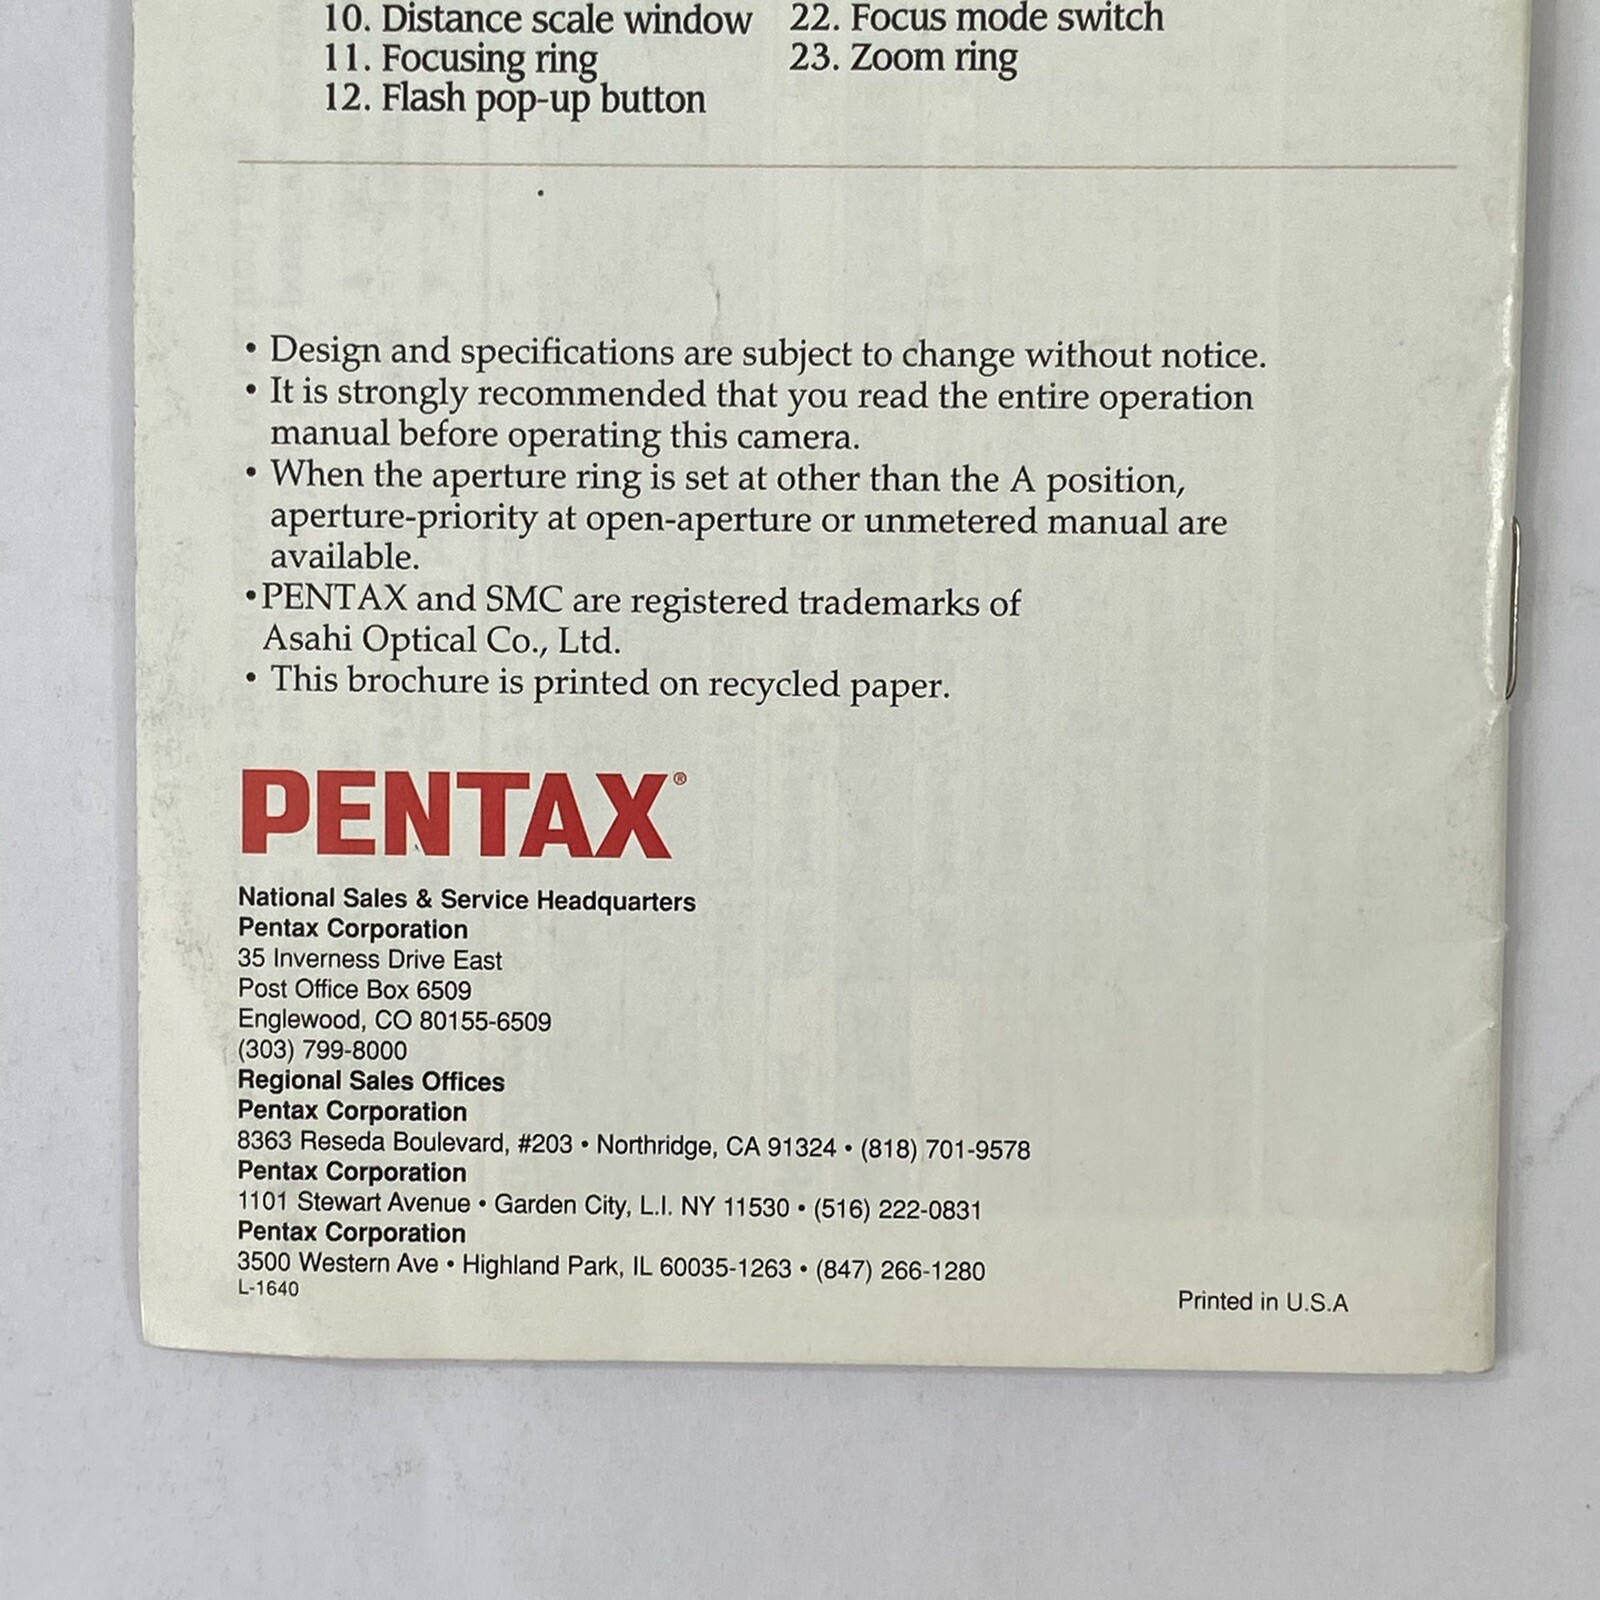 10. Distance scale window
11. Focusing ring
12. Flash pop-up button
22. Focus mode switch
23. Zoom ring
• Design and specifications are subject to change without notice.
• It is strongly recommended that you read the entire operation
manual before operating this camera.
• When the aperture ring is set at other than the A position,
aperture-priority at open-aperture or unmetered manual are
available.
•PENTAX and SMC are registered trademarks of
Asahi Optical Co., Ltd.
• This brochure is printed on recycled paper.
PENTAX®
National Sales & Service Headquarters
Pentax Corporation
35 Inverness Drive East
Post Office Box 6509
Englewood, CO 80155-6509
(303) 799-8000
Regional Sales Offices
Pentax Corporation
8363 Reseda Boulevard, #203 • Northridge, CA 91324 • (818) 701-9578
Pentax Corporation
1101 Stewart Avenue • Garden City, L.I. NY 11530 • (516) 222-0831
Pentax Corporation
3500 Western Ave • Highland Park, IL 60035-1263 • (847) 266-1280
L-1640
Printed in U.S.A